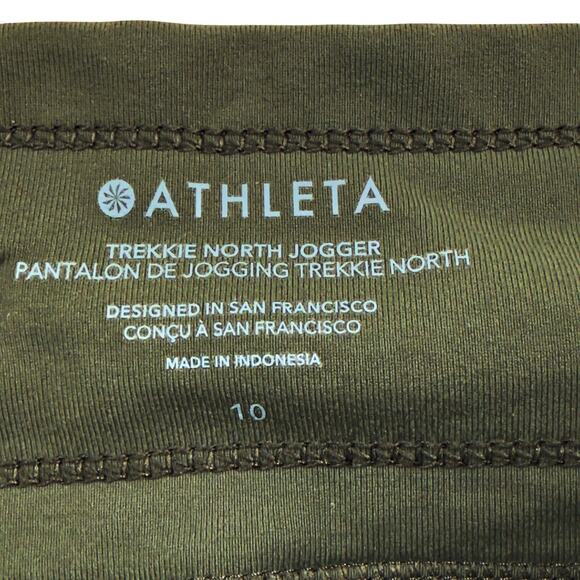 ATHLETA
TREKKIE NORTH JOGGER
PANTALON DE JOGGING TREKKIE NORTH
DESIGNED IN SAN FRANCISCO
CONÇU À SAN FRANCISCO
MADE IN INDONESIA
10